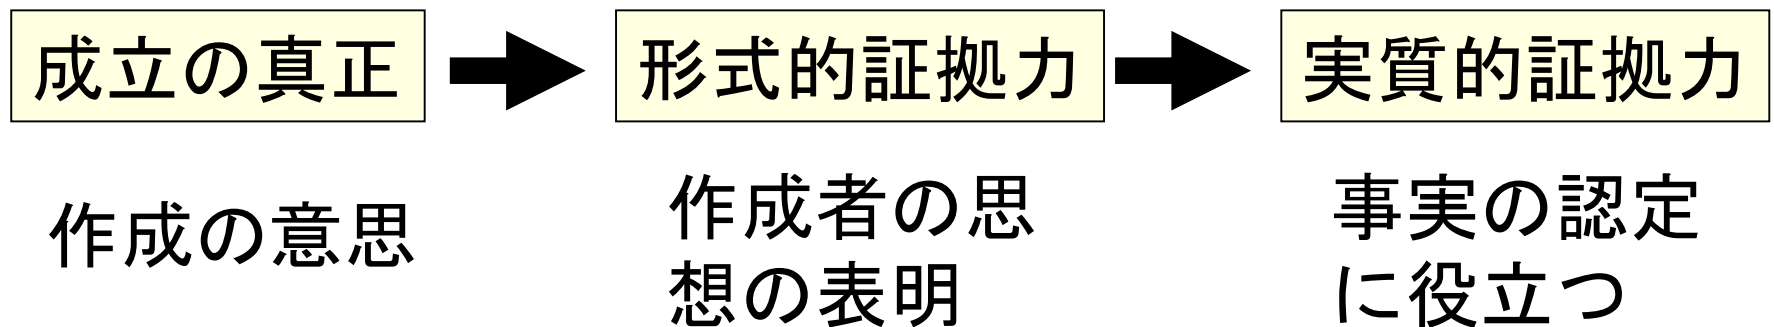 成立の真正
形式的証拠力
実質的証拠力
作成の意思
作成者の思
想の表明
事実の認定
に役立つ